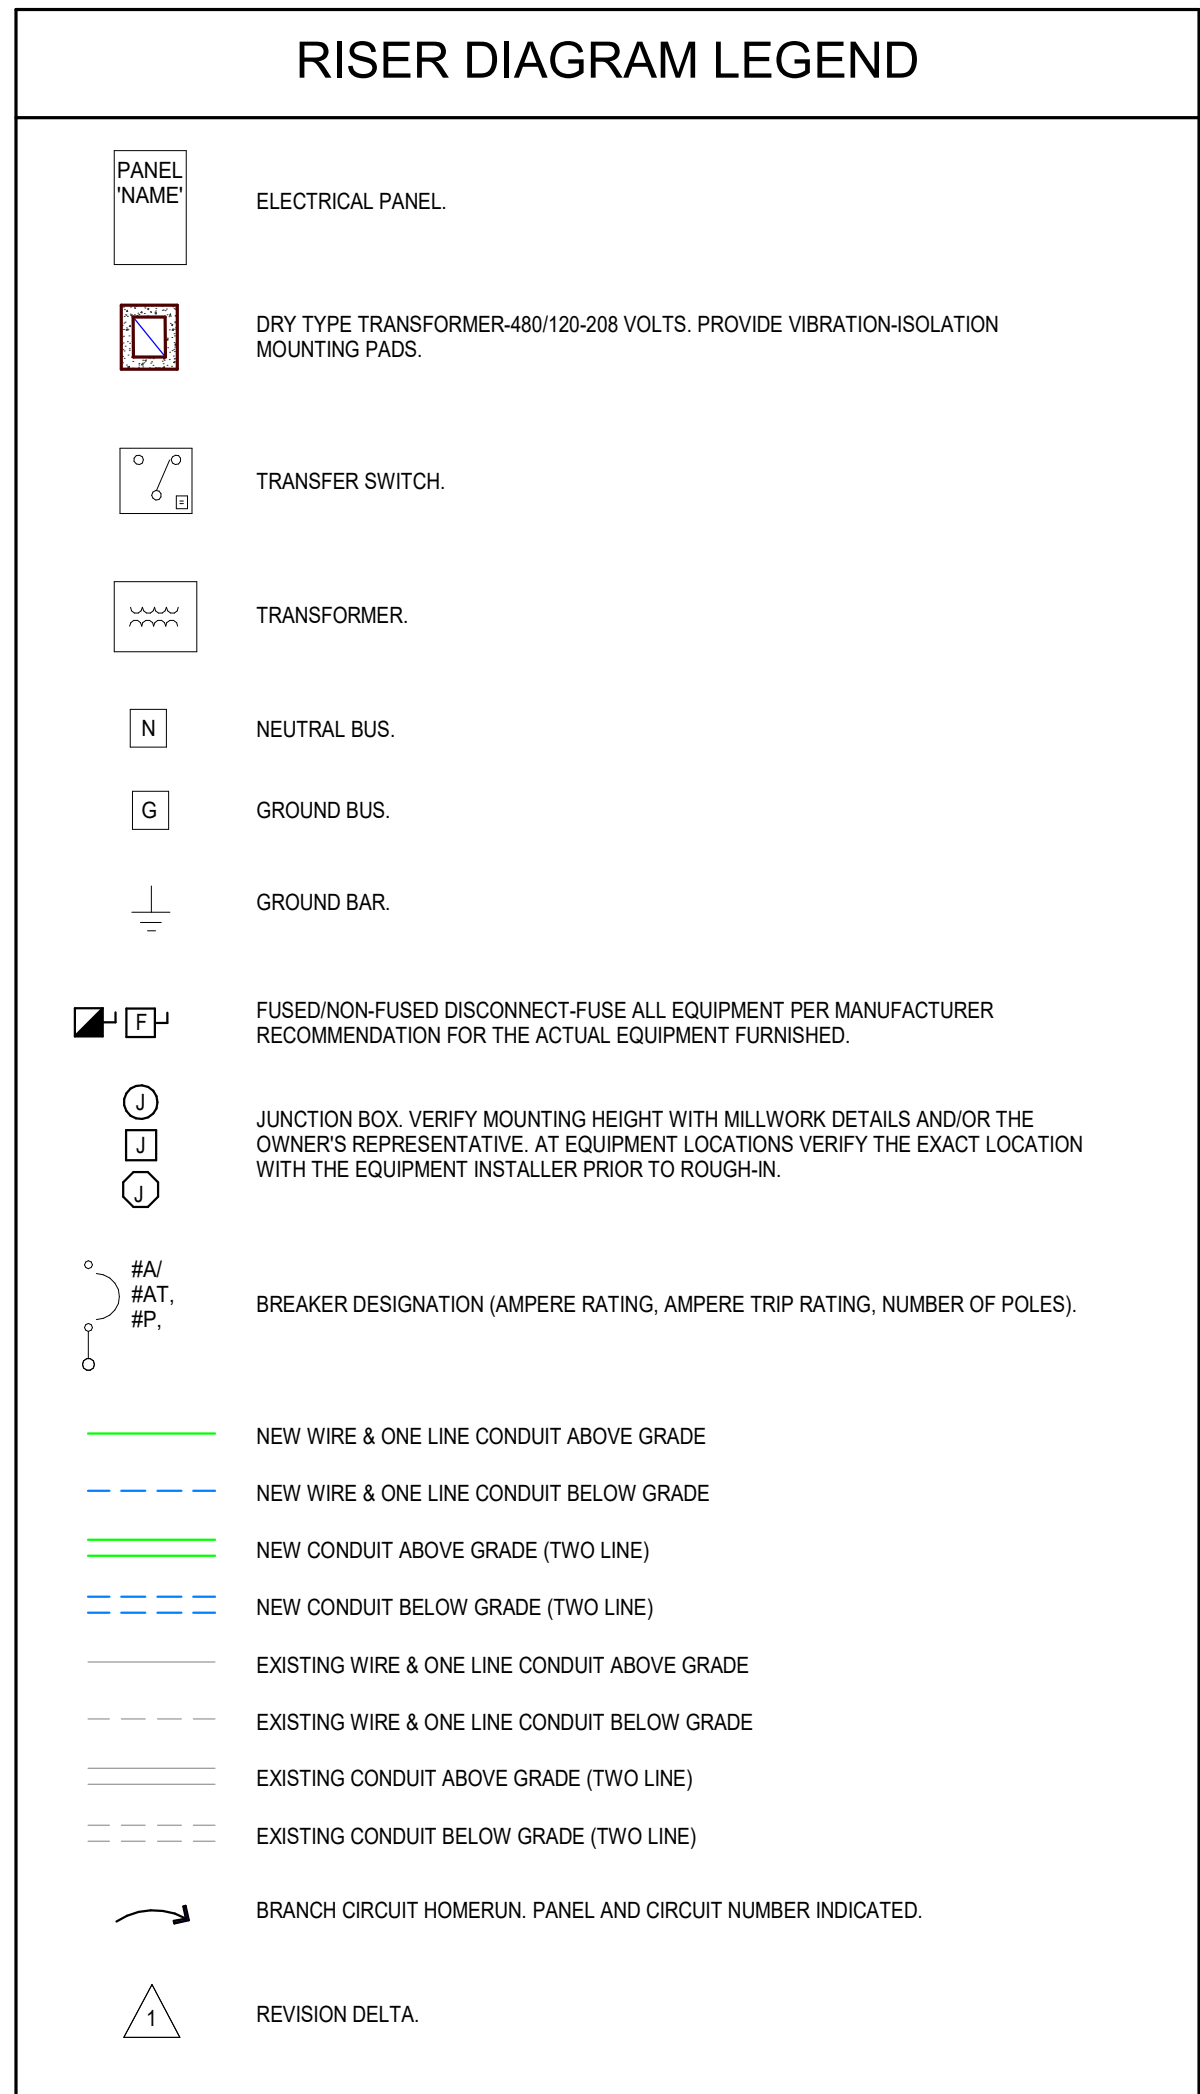 RISER DIAGRAM LEGEND
PANEL
'NAME'
ELECTRICAL PANEL.
DRY TYPE TRANSFORMER-480/120-208 VOLTS. PROVIDE VIBRATION-ISOLATION
MOUNTING PADS.
=
TRANSFER SWITCH.
TRANSFORMER.
N
NEUTRAL BUS.
G
GROUND BUS.
GROUND BAR.
F
FUSED/NON-FUSED DISCONNECT-FUSE ALL EQUIPMENT PER MANUFACTURER
RECOMMENDATION FOR THE ACTUAL EQUIPMENT FURNISHED.
J
J
J
JUNCTION BOX. VERIFY MOUNTING HEIGHT WITH MILLWORK DETAILS AND/OR THE
OWNER'S REPRESENTATIVE. AT EQUIPMENT LOCATIONS VERIFY THE EXACT LOCATION
WITH THE EQUIPMENT INSTALLER PRIOR TO ROUGH-IN.
#A/
#AT,
#P,
BREAKER DESIGNATION (AMPERE RATING, AMPERE TRIP RATING, NUMBER OF POLES).
NEW WIRE & ONE LINE CONDUIT ABOVE GRADE
NEW WIRE & ONE LINE CONDUIT BELOW GRADE
NEW CONDUIT ABOVE GRADE (TWO LINE)
NEW CONDUIT BELOW GRADE (TWO LINE)
EXISTING WIRE & ONE LINE CONDUIT ABOVE GRADE
EXISTING WIRE & ONE LINE CONDUIT BELOW GRADE
EXISTING CONDUIT ABOVE GRADE (TWO LINE)
EXISTING CONDUIT BELOW GRADE (TWO LINE)
BRANCH CIRCUIT HOMERUN. PANEL AND CIRCUIT NUMBER INDICATED.
1
REVISION DELTA.